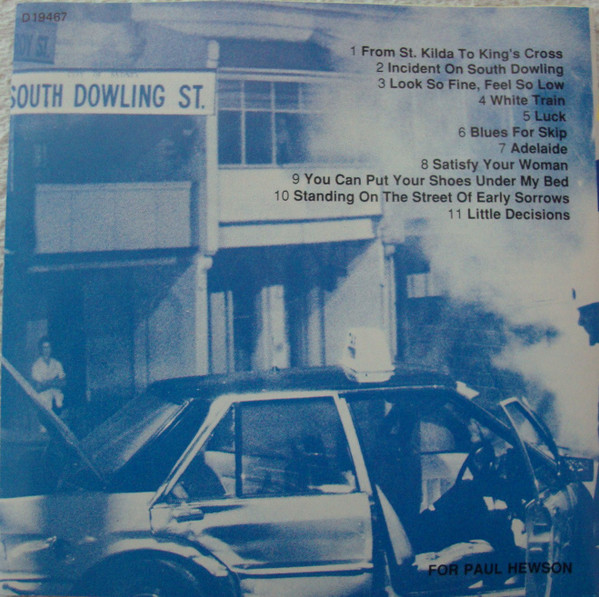 D19467
ST.
SOUTH DOWLING ST.
1 From St. Kilda To King's Cross
2 Incident On South Dowling
3 Look So Fine, Feel So Low
4 White Train
5 Luck
6 Blues For Skip
7 Adelaide
8 Satisfy Your Woman
9 You Can Put Your Shoes Under My Bed
10 Standing On The Street Of Early Sorrows
11 Little Decisions
FOR PAUL HEWSON